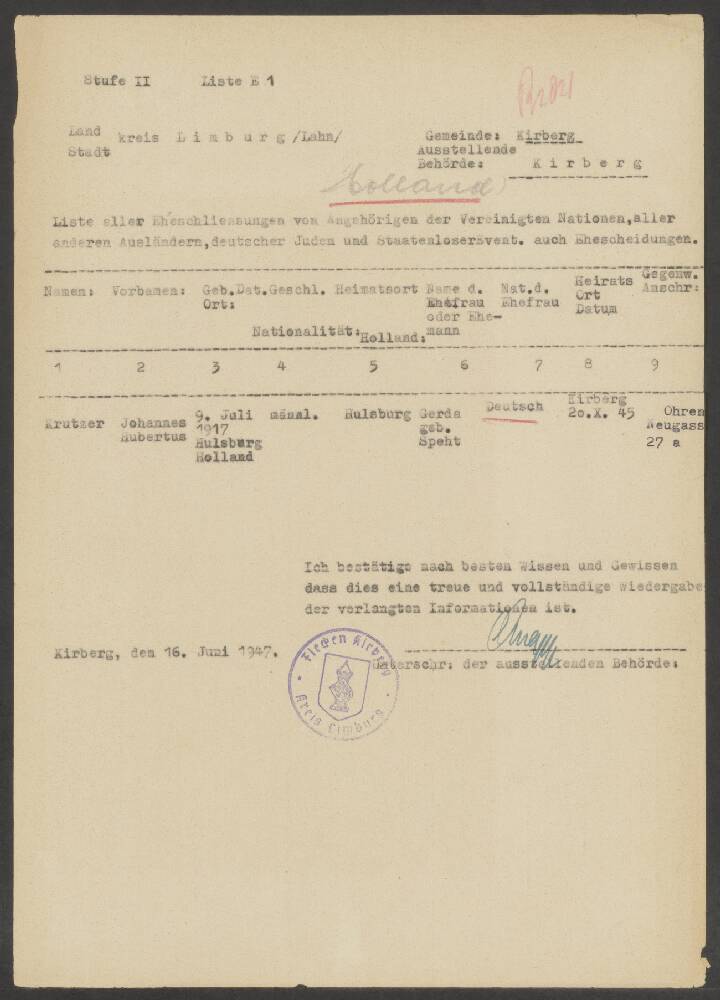 Stufe II Liste E 1
Land
Stadt kreis L i m b u r g /Lahn/
Gemeinde: Kirberg
Ausstellende
Behörde: K i r b e r g
Holland
Liste aller Eheschliessungen von Angehörigen der Vereinigten Nationen, aller
anderen Ausländern, deutscher Juden und Staatenloser Event. auch Ehescheidungen.
Namen: Vornamen: Geb.Dat. Geschl. Heimatsort Name d. Nat.d. Heirats Gegenw.
Ort: Ehefrau Ehefrau Ort Anschr:
oder Ehe- Datum
Nationalität: Holland: mann
1 2 3 4 5 6 7 8 9
Krutzer Johannes 9. Juli männl. Hulsburg Gerda Deutsch Kirberg Ohren
Hubertus 1917 geb. 2o.X. 45 Neugass
Hulsburg Speht 27 a
Holland
Ich bestätige nach besten Wissen und Gewissen
dass dies eine treue und vollständige Wiedergabe
der verlangten Informationen ist.
Kirberg, den 16. Juni 1947.
Unterschr: der ausstellenden Behörde:
Flecken Kirberg
Kreis Limburg